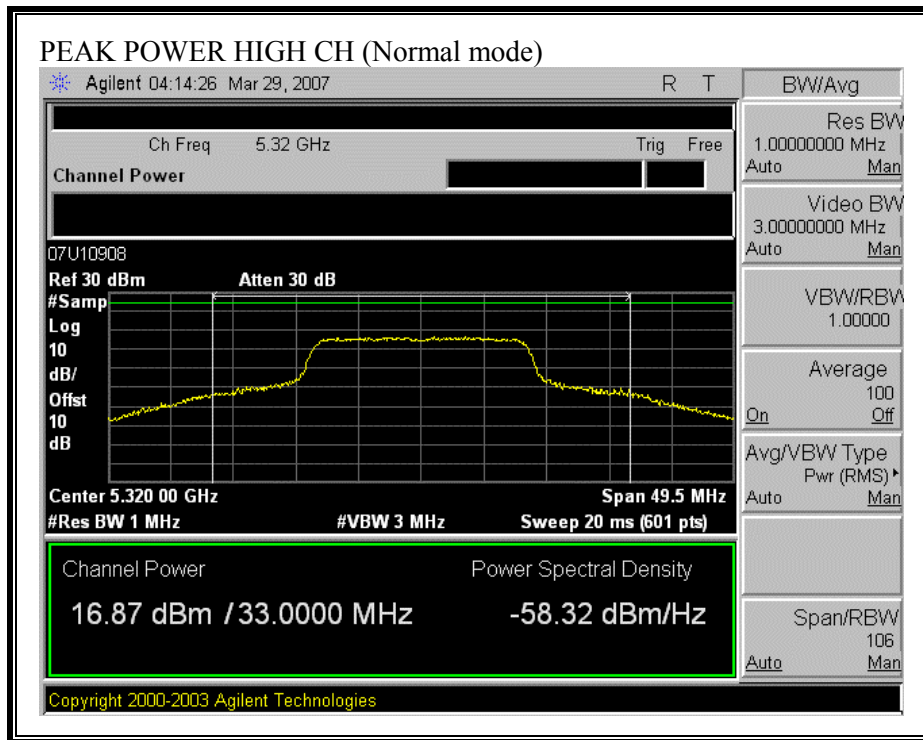 PEAK POWER HIGH CH (Normal mode)
Agilent 04:14:26 Mar 29, 2007 R T
Ch Freq 5.32 GHz Trig Free
Channel Power
07U10908
Ref 30 dBm Atten 30 dB
#Samp
Log
10
dB/
Offst
10
dB
Center 5.320 00 GHz Span 49.5 MHz
#Res BW 1 MHz #VBW 3 MHz Sweep 20 ms (601 pts)
Channel Power Power Spectral Density
16.87 dBm / 33.0000 MHz -58.32 dBm/Hz
Copyright 2000-2003 Agilent Technologies
BW/Avg
Res BW
1.00000000 MHz
Auto Man
Video BW
3.00000000 MHz
Auto Man
VBW/RBW
1.00000
Average
100
On Off
Avg/VBW Type
Pwr (RMS)
Auto Man
Span/RBW
106
Auto Man